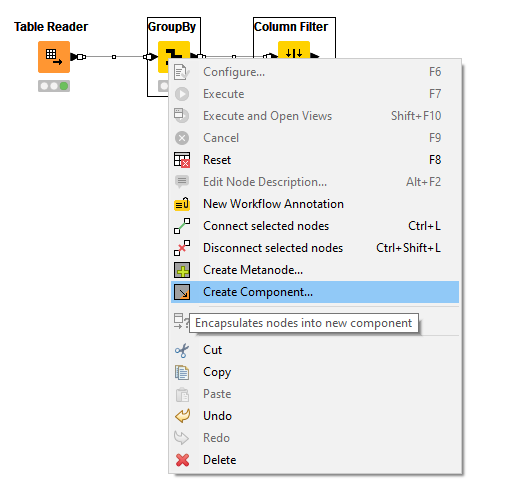 Table Reader GroupBy Column Filter
Configure... F6
Execute F7
Execute and Open Views Shift+F10
Cancel F9
Reset F8
Edit Node Description... Alt+F2
New Workflow Annotation
Connect selected nodes Ctrl+L
Disconnect selected nodes Ctrl+Shift+L
Create Metanode...
Create Component...
Encapsulates nodes into new component
Cut
Copy
Paste
Undo
Redo
Delete